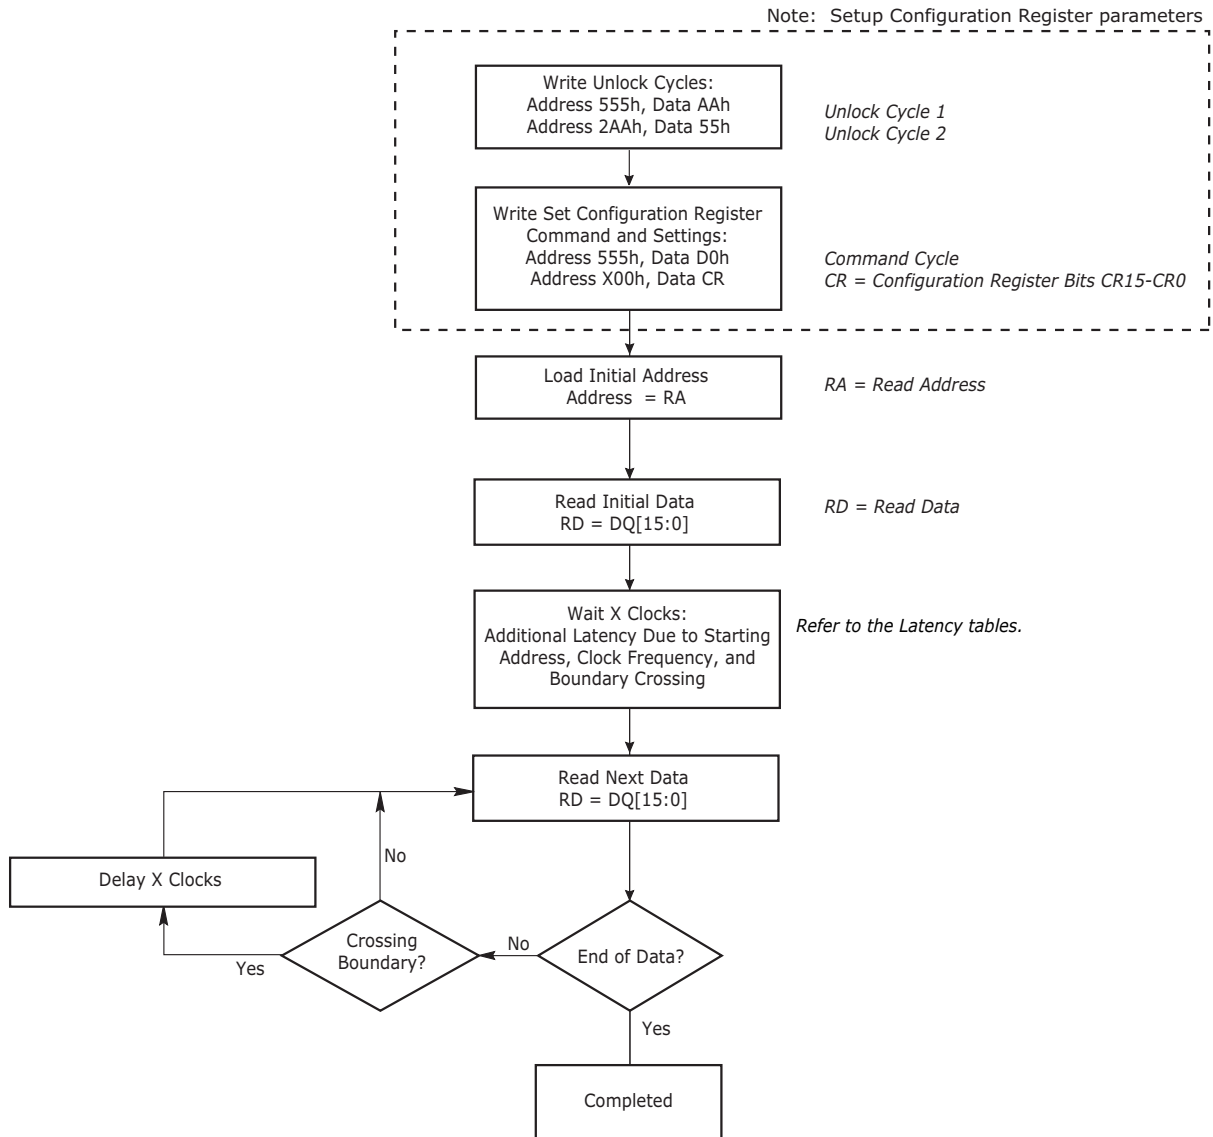 Note: Setup Configuration Register parameters
Write Unlock Cycles:
Address 555h, Data AAh
Address 2AAh, Data 55h
Unlock Cycle 1
Unlock Cycle 2
Write Set Configuration Register
Command and Settings:
Address 555h, Data D0h
Address X00h, Data CR
Command Cycle
CR = Configuration Register Bits CR15-CR0
Load Initial Address
Address = RA
RA = Read Address
Read Initial Data
RD = DQ[15:0]
RD = Read Data
Wait X Clocks:
Additional Latency Due to Starting
Address, Clock Frequency, and
Boundary Crossing
Refer to the Latency tables.
Read Next Data
RD = DQ[15:0]
No
Delay X Clocks
Crossing
Boundary?
Yes
No
End of Data?
Yes
Completed